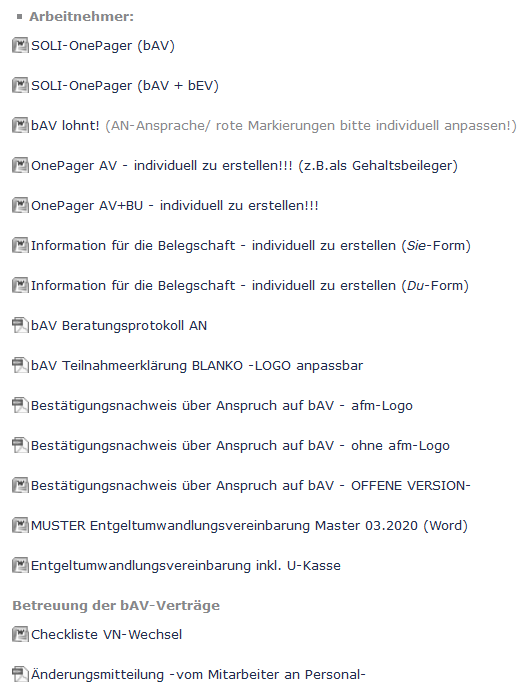 Arbeitnehmer:
SOLI-OnePager (bAV)
SOLI-OnePager (bAV + bEV)
bAV lohnt! (AN-Ansprache/ rote Markierungen bitte individuell anpassen!)
OnePager AV - individuell zu erstellen!!! (z.B.als Gehaltsbeileger)
OnePager AV+BU - individuell zu erstellen!!!
Information für die Belegschaft - individuell zu erstellen (Sie-Form)
Information für die Belegschaft - individuell zu erstellen (Du-Form)
bAV Beratungsprotokoll AN
bAV Teilnahmeerklärung BLANKO -LOGO anpassbar
Bestätigungsnachweis über Anspruch auf bAV - afm-Logo
Bestätigungsnachweis über Anspruch auf bAV - ohne afm-Logo
Bestätigungsnachweis über Anspruch auf bAV - OFFENE VERSION-
MUSTER Entgeltumwandlungsvereinbarung Master 03.2020 (Word)
Entgeltumwandlungsvereinbarung inkl. U-Kasse
Betreuung der bAV-Verträge
Checkliste VN-Wechsel
Änderungsmitteilung -vom Mitarbeiter an Personal-